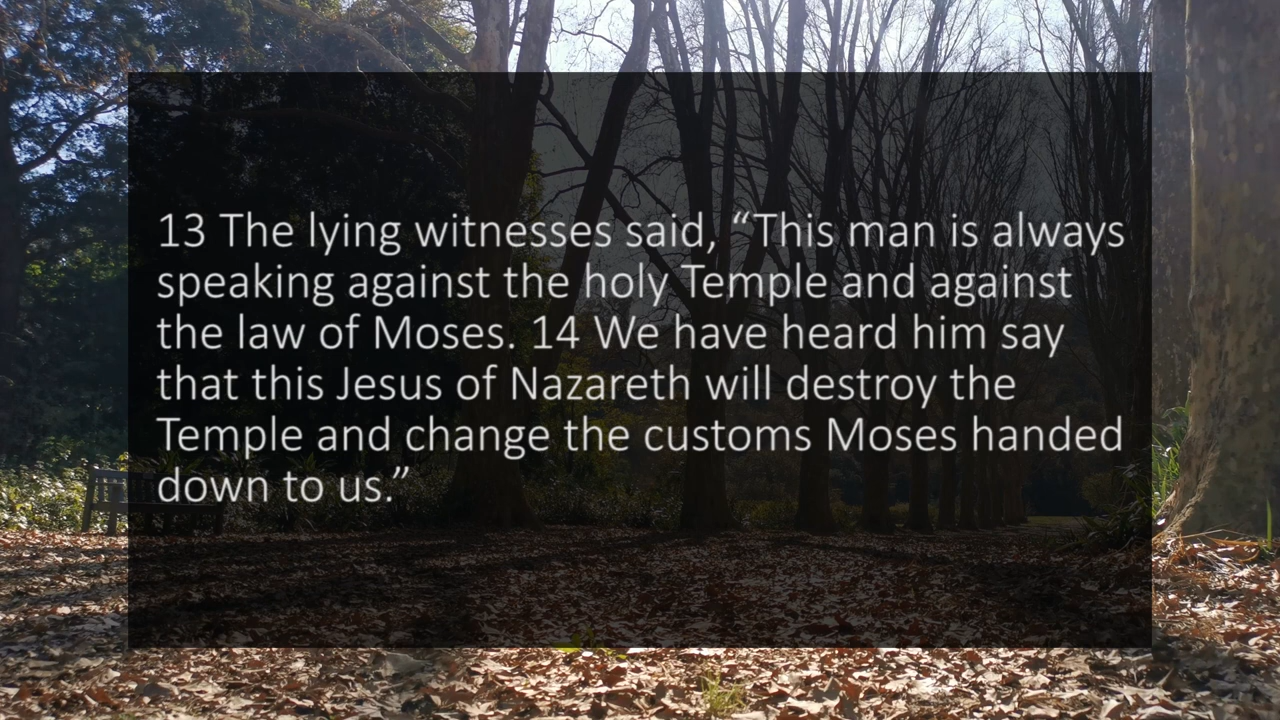 13 The lying witnesses said, “This man is always
speaking against the holy Temple and against
the law of Moses. 14 We have heard him say
that this Jesus of Nazareth will destroy the
Temple and change the customs Moses handed
down to us.”